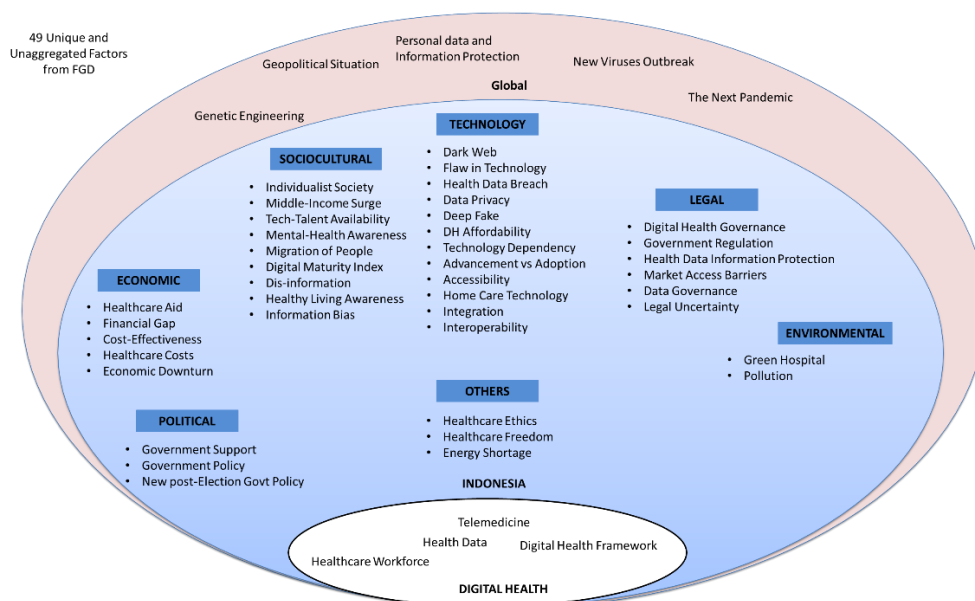 49 Unique and
Unaggregated Factors
from FGD
Personal data and
Information Protection
Geopolitical Situation
New Viruses Outbreak
Global
The Next Pandemic
Genetic Engineering
TECHNOLOGY
• Dark Web
• Flaw in Technology
• Health Data Breach
• Data Privacy
• Deep Fake
• DH Affordability
• Technology Dependency
• Advancement vs Adoption
• Accessibility
• Home Care Technology
• Integration
• Interoperability
SOCIOCULTURAL
• Individualist Society
• Middle-Income Surge
• Tech-Talent Availability
• Mental-Health Awareness
• Migration of People
• Digital Maturity Index
• Dis-information
• Healthy Living Awareness
• Information Bias
LEGAL
• Digital Health Governance
• Government Regulation
• Health Data Information Protection
• Market Access Barriers
• Data Governance
• Legal Uncertainty
ECONOMIC
• Healthcare Aid
• Financial Gap
• Cost-Effectiveness
• Healthcare Costs
• Economic Downturn
ENVIRONMENTAL
• Green Hospital
• Pollution
OTHERS
• Healthcare Ethics
• Healthcare Freedom
• Energy Shortage
POLITICAL
• Government Support
• Government Policy
• New post-Election Govt Policy
INDONESIA
Telemedicine
Health Data
Digital Health Framework
Healthcare Workforce
DIGITAL HEALTH